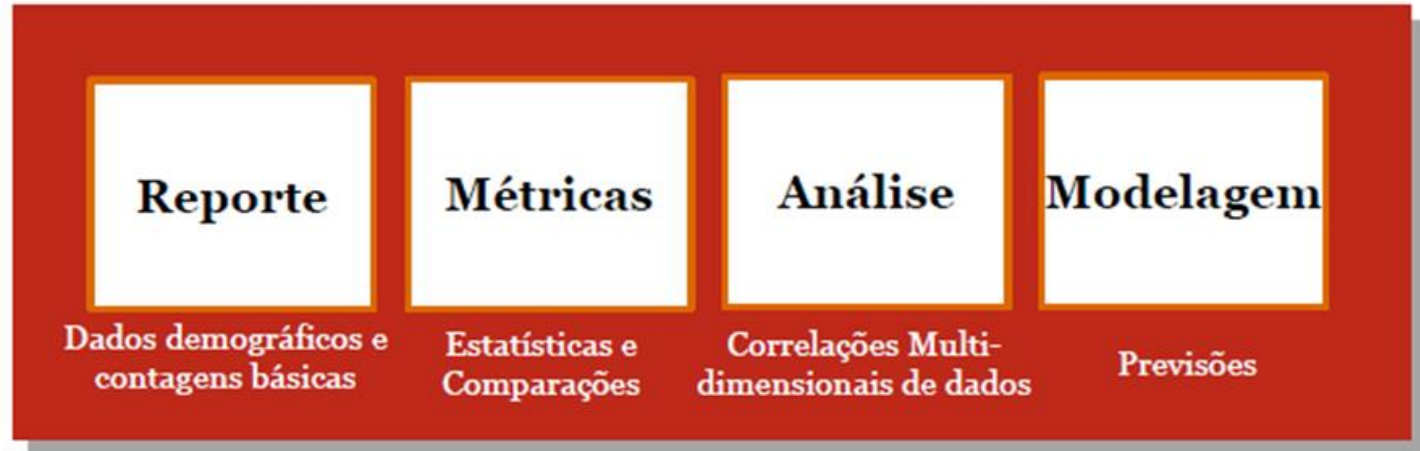 Reporte
Métricas
Análise
Modelagem
Dados demográficos e
contagens básicas
Estatísticas e
Comparações
Correlações Multi-
dimensionais de dados
Previsões